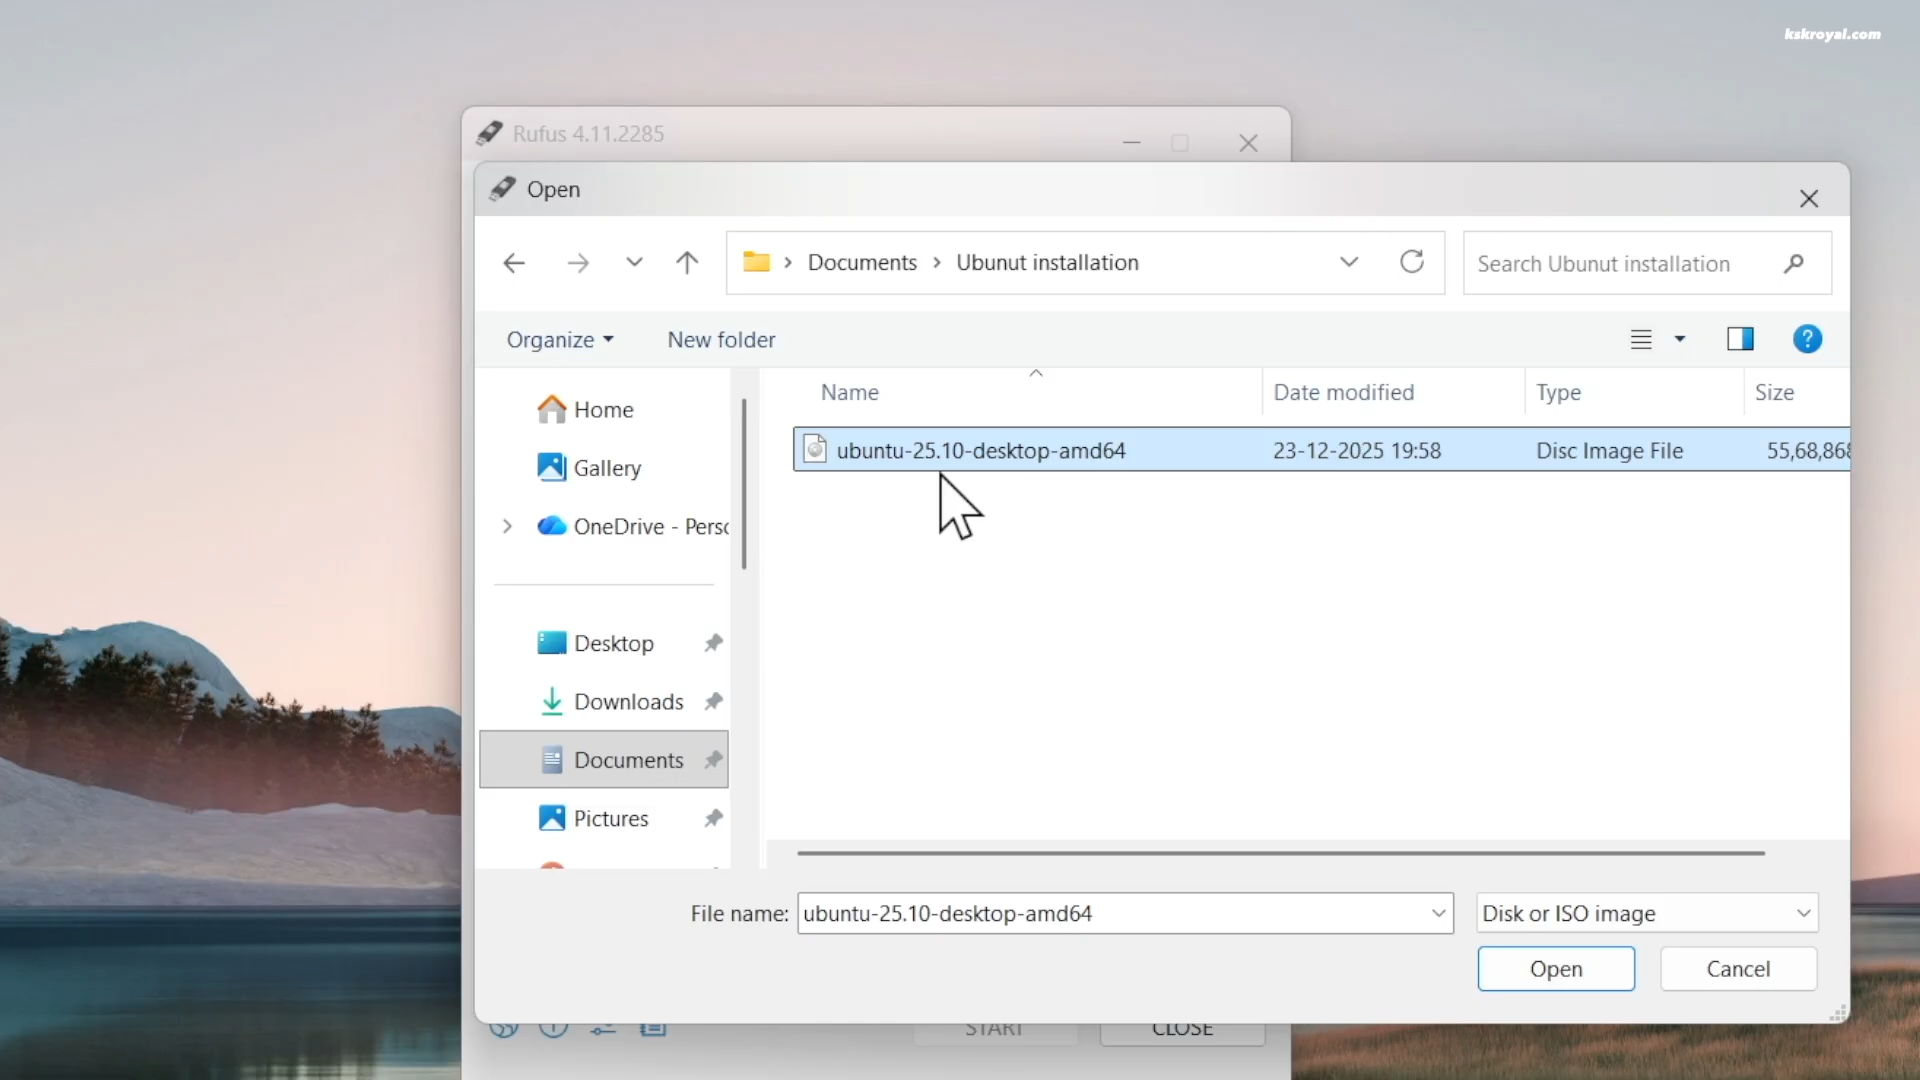 kskroyal.com
Rufus 4.11.2285
Open
Documents > Ubunut installation
Search Ubunut installation
Organize
New folder
Name
Date modified
Type
Size
Home
Gallery
OneDrive - Perso
Desktop
Downloads
Documents
Pictures
ubuntu-25.10-desktop-amd64
23-12-2025 19:58
Disc Image File
55,68,868
File name:
ubuntu-25.10-desktop-amd64
Disk or ISO image
Open
Cancel
START
CLOSE